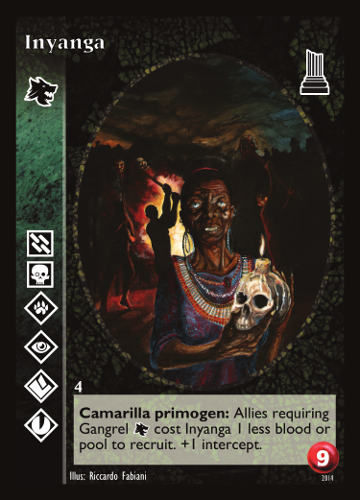 Inyanga
4
Camarilla primogen: Allies requiring
Gangrel cost Inyanga 1 less blood or
pool to recruit. +1 intercept.
9
Illus: Riccardo Fabiani
2014